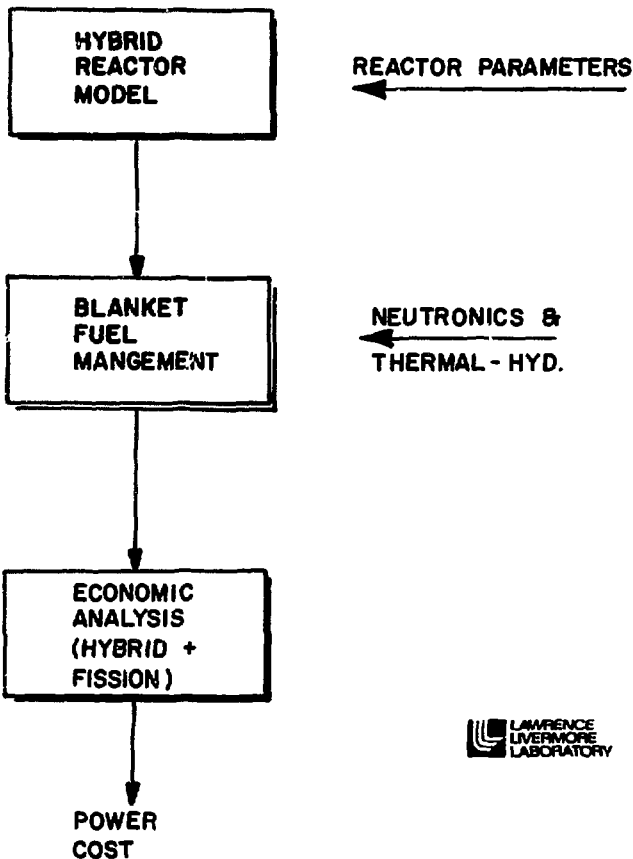 HYBRID
REACTOR
MODEL
REACTOR PARAMETERS
BLANKET
FUEL
MANGEMENT
NEUTRONICS &
THERMAL-HYD.
ECONOMIC
ANALYSIS
(HYBRID +
FISSION)
LAWRENCE
LIVERMORE
LABORATORY
POWER
COST